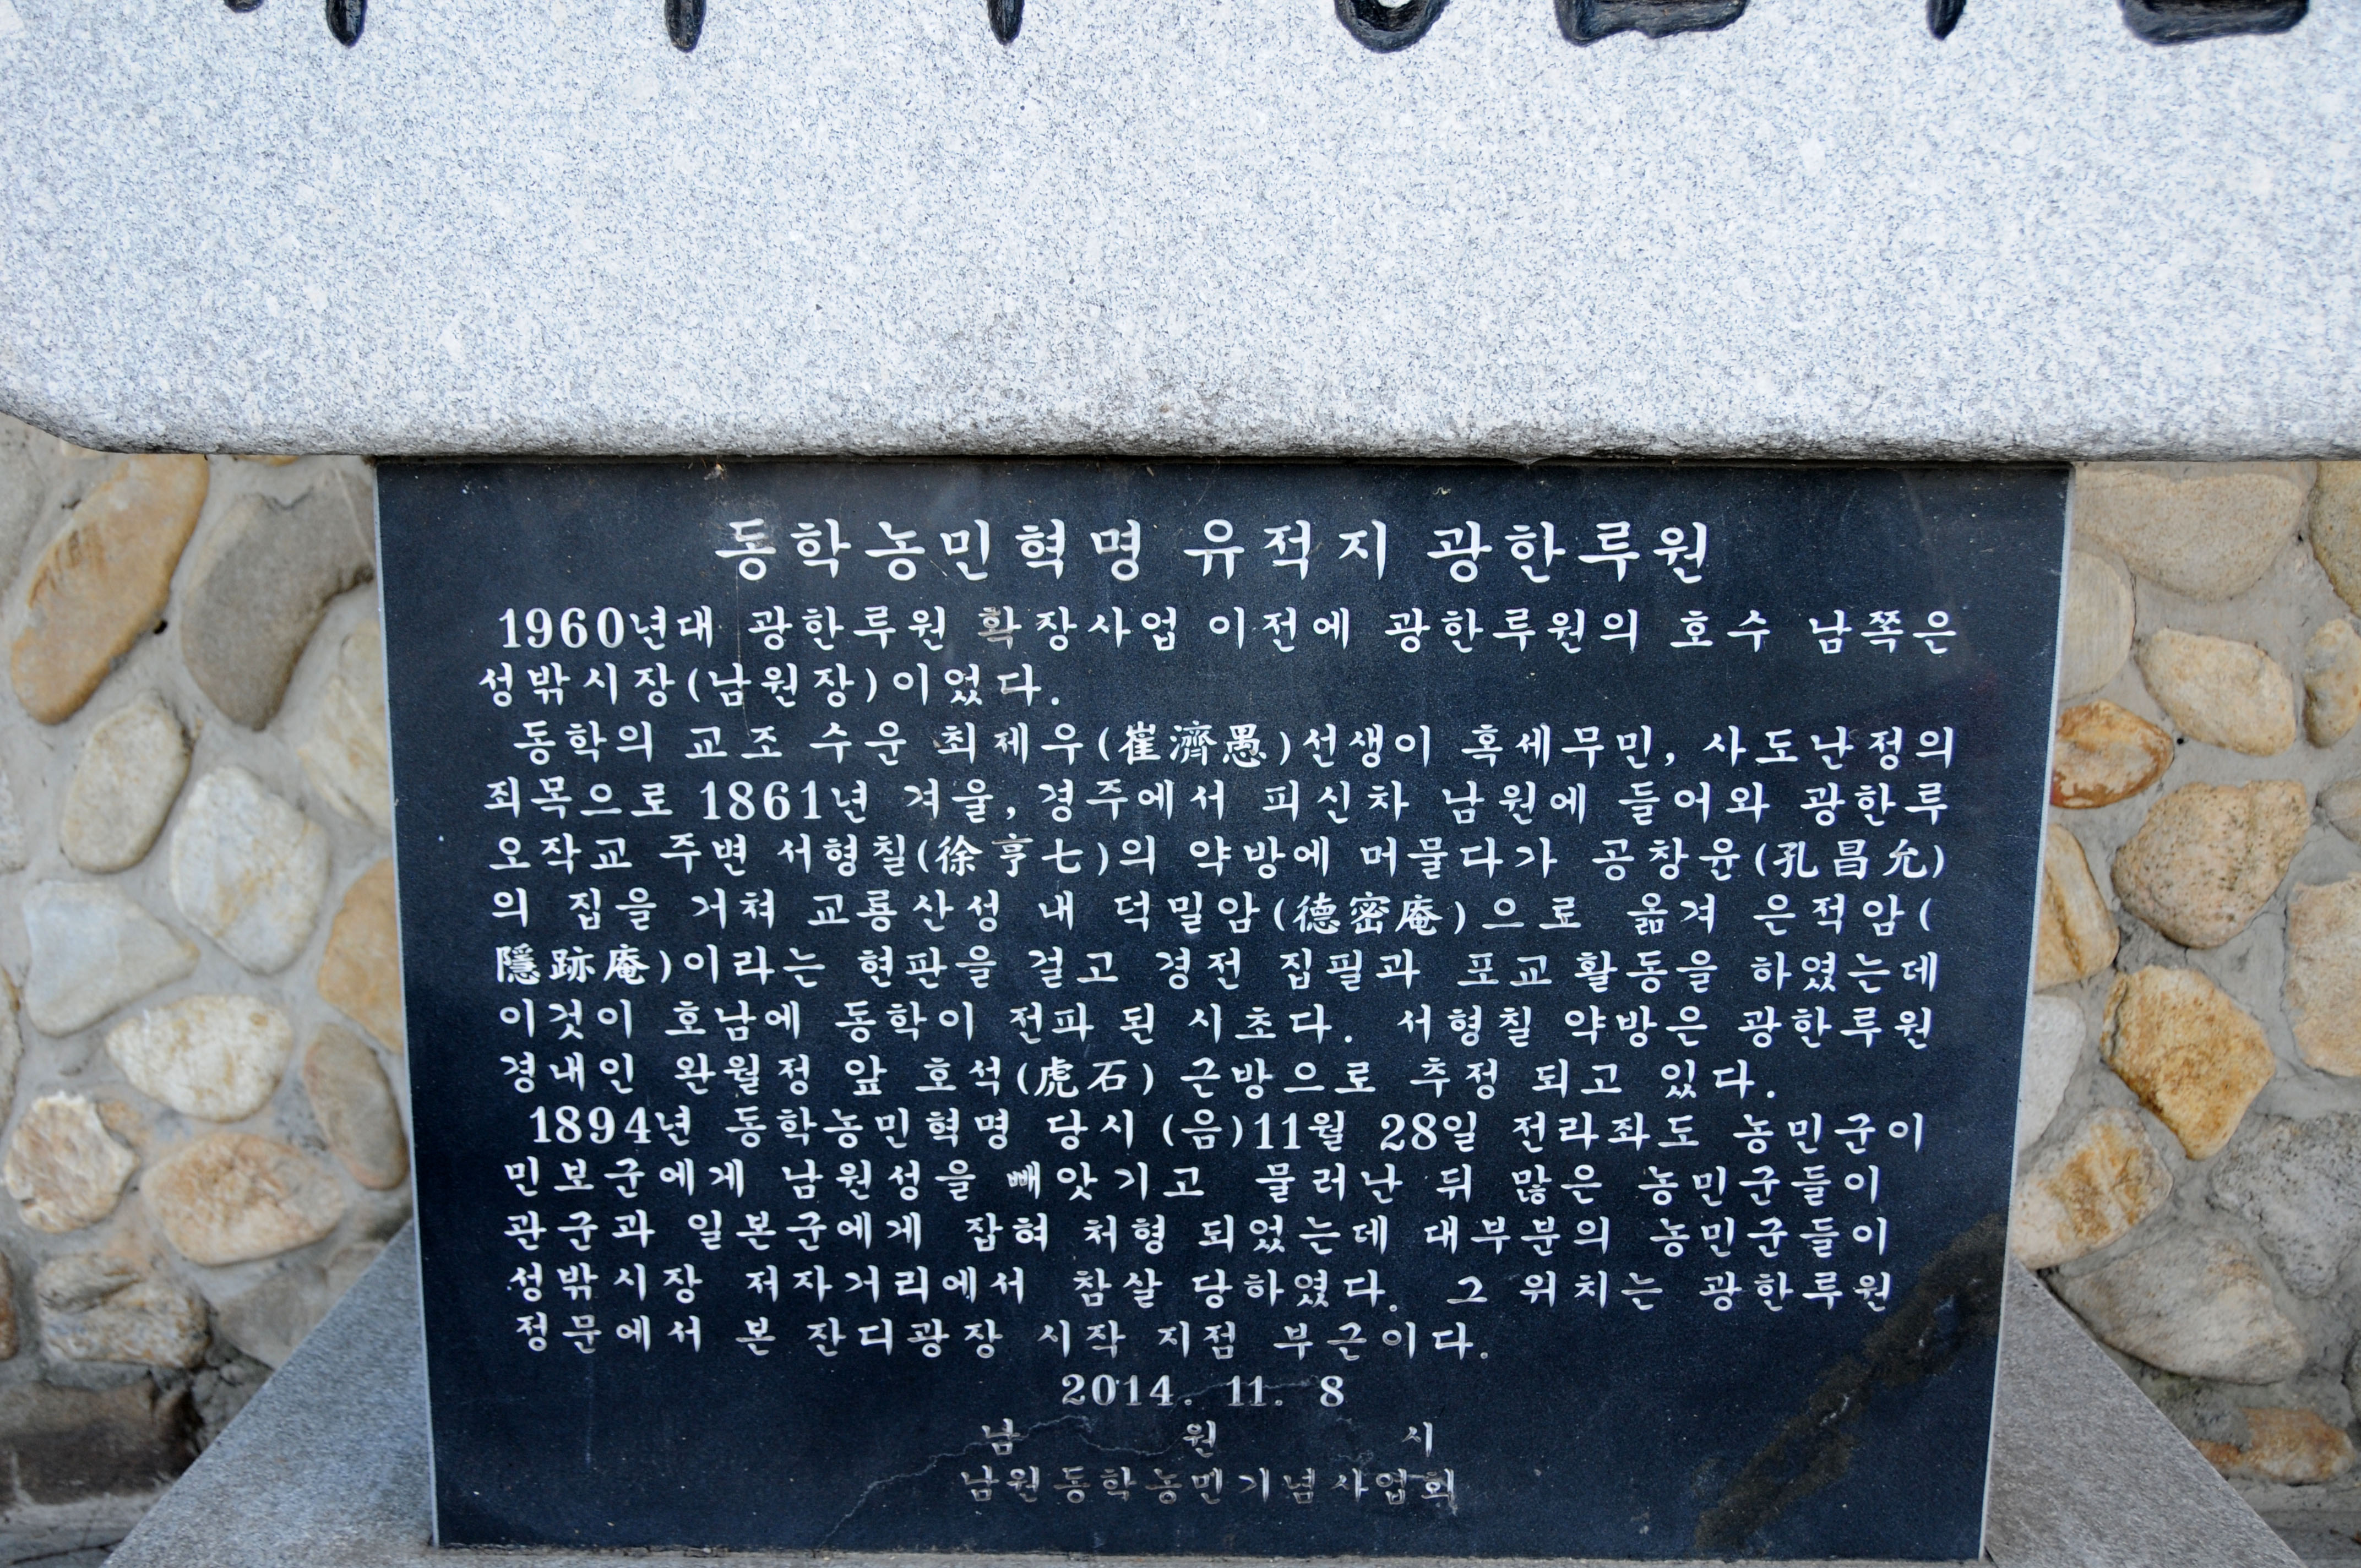 동학농민혁명 유적지 광한루원
1960년대 광한루원 확장사업 이전에 광한루원의 호수 남쪽은
성밖시장(남원장)이었다.
동학의 교조 수운 최제우(崔濟愚)선생이 혹세무민, 사도난정의
죄목으로 1861년 겨울, 경주에서 피신차 남원에 들어와 광한루
오작교 주변 서형칠(徐亨七)의 약방에 머물다가 공창윤(孔昌允)
의 집을 거쳐 교룡산성 내 덕밀암(德密庵)으로 옮겨 은적암(
隱跡庵)이라는 현판을 걸고 경전 집필과 포교활동을 하였는데
이것이 호남에 동학이 전파 된 시초다. 서형칠 약방은 광한루원
경내인 완월정 앞 호석(虎石) 근방으로 추정 되고 있다.
1894년 동학농민혁명 당시 (음)11월 28일 전라좌도 농민군이
민보군에게 남원성을 빼앗기고 물러난 뒤 많은 농민군들이
관군과 일본군에게 잡혀 처형 되었는데 대부분의 농민군들이
성밖시장 저자거리에서 참살 당하였다. 그 위치는 광한루원
정문에서 본 잔디광장 시작 지점 부근이다.
2014. 11. 8
남 원 시
남원동학농민기념사업회